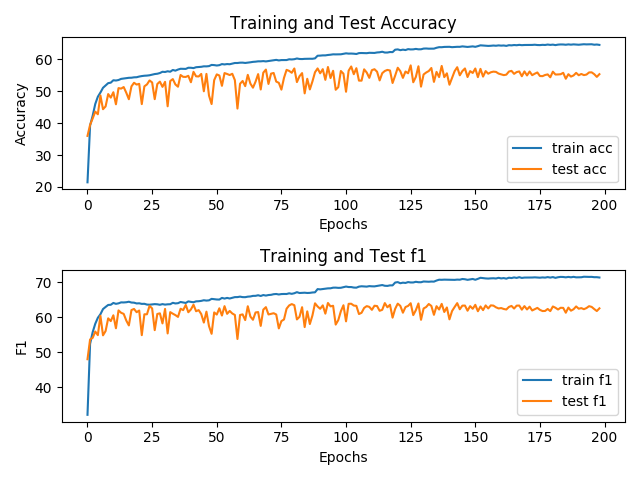 Training and Test Accuracy
Accuracy
60
50
40
30
20
train acc
test acc
0 25 50 75 100 125 150 175 200
Epochs
Training and Test f1
F1
70
60
50
40
train f1
test f1
0 25 50 75 100 125 150 175 200
Epochs